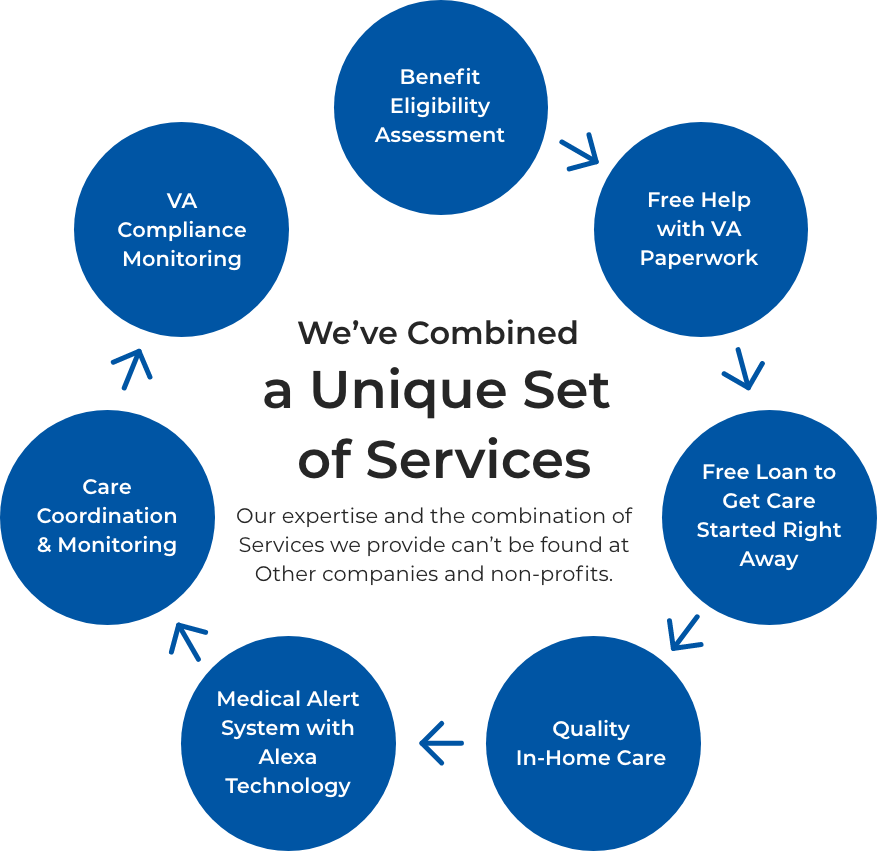 Benefit
Eligibility
Assessment
Free Help
with VA
Paperwork
Free Loan to
Get Care
Started Right
Away
Quality
In-Home Care
Medical Alert
System with
Alexa
Technology
Care
Coordination
& Monitoring
VA
Compliance
Monitoring
We’ve Combined
a Unique Set
of Services
Our expertise and the combination of
Services we provide can’t be found at
Other companies and non-profits.